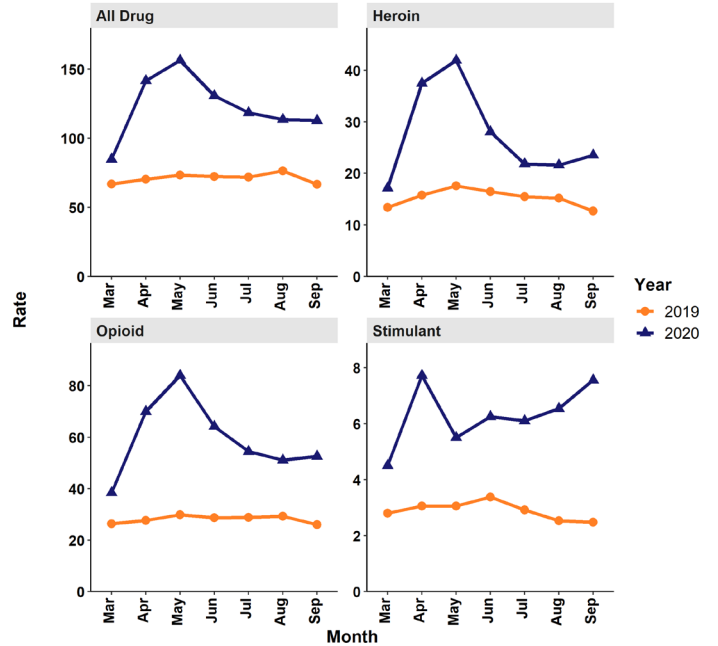 All Drug
Heroin
150
100
50
0
40
30
20
10
0
Mar Apr May Jun Jul Aug Sep
Mar Apr May Jun Jul Aug Sep
Rate
Opioid
Stimulant
80
60
40
20
0
8
6
4
2
0
Mar Apr May Jun Jul Aug Sep
Mar Apr May Jun Jul Aug Sep
Month
Year
2019
2020